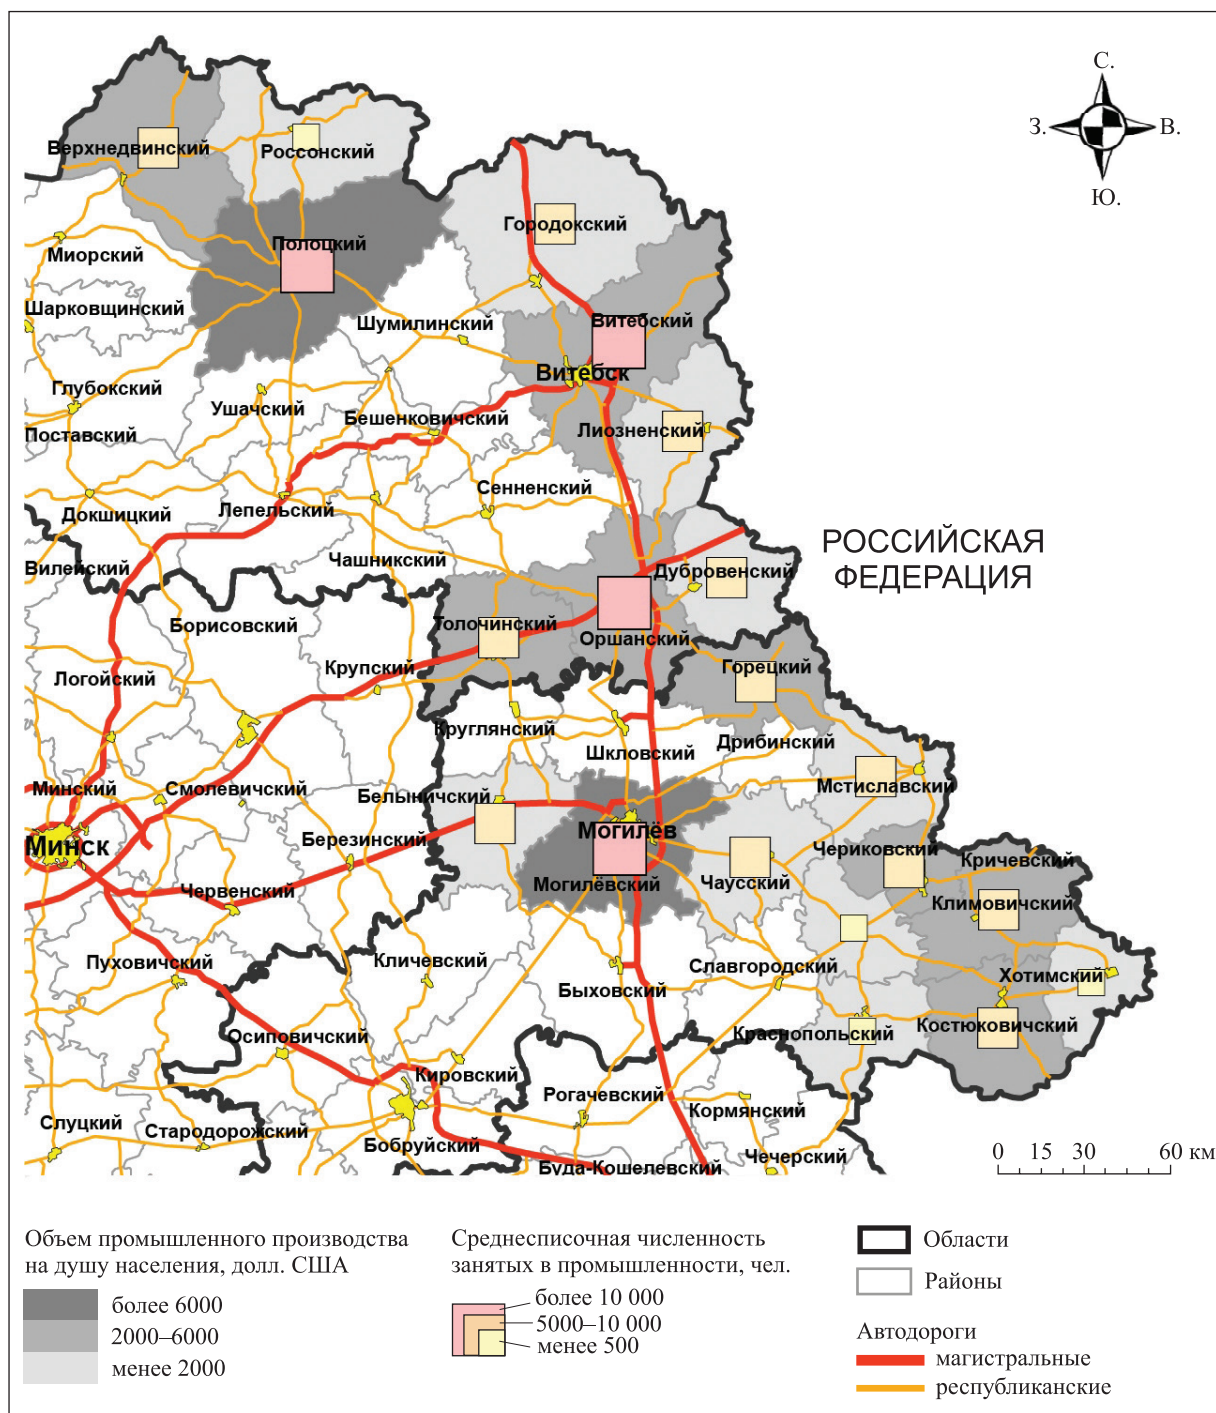 С.
З.
В.
Ю.
Верхнедвинский
Россонский
Городокский
Полоцкий
Миорский
Шарковщинский
Шумилинский
Витебский
Витебск
Глубокский
Ушачский
Бешенковичский
Лиозненский
Поставский
Сенненский
Лепельский
Докшицкий
РОССИЙСКАЯ
ФЕДЕРАЦИЯ
Чашникский
Вилейский
Дубровенский
Борисовский
Толочинский
Оршанский
Крупский
Горецкий
Логойский
Круглянский
Шкловский
Дрибинский
Минский
Смолевичский
Белыничский
Мстиславский
Могилёв
Березинский
Минск
Чериковский
Кричевский
Червенский
Могилёвский
Чаусский
Климовичский
Пуховичский
Кличевский
Славгородский
Хотимский
Быховский
Осиповичский
Краснопольский
Костюковичский
Кировский
Рогачевский
Кормянский
Слуцкий
Стародорожский
Бобруйский
Чечерский
Буда-Кошелевский
0 15 30 60 км
Объем промышленного производства
на душу населения, долл. США
более 6000
2000–6000
менее 2000
Среднесписочная численность
занятых в промышленности, чел.
более 10 000
5000–10 000
менее 500
Области
Районы
Автодороги
магистральные
республиканские